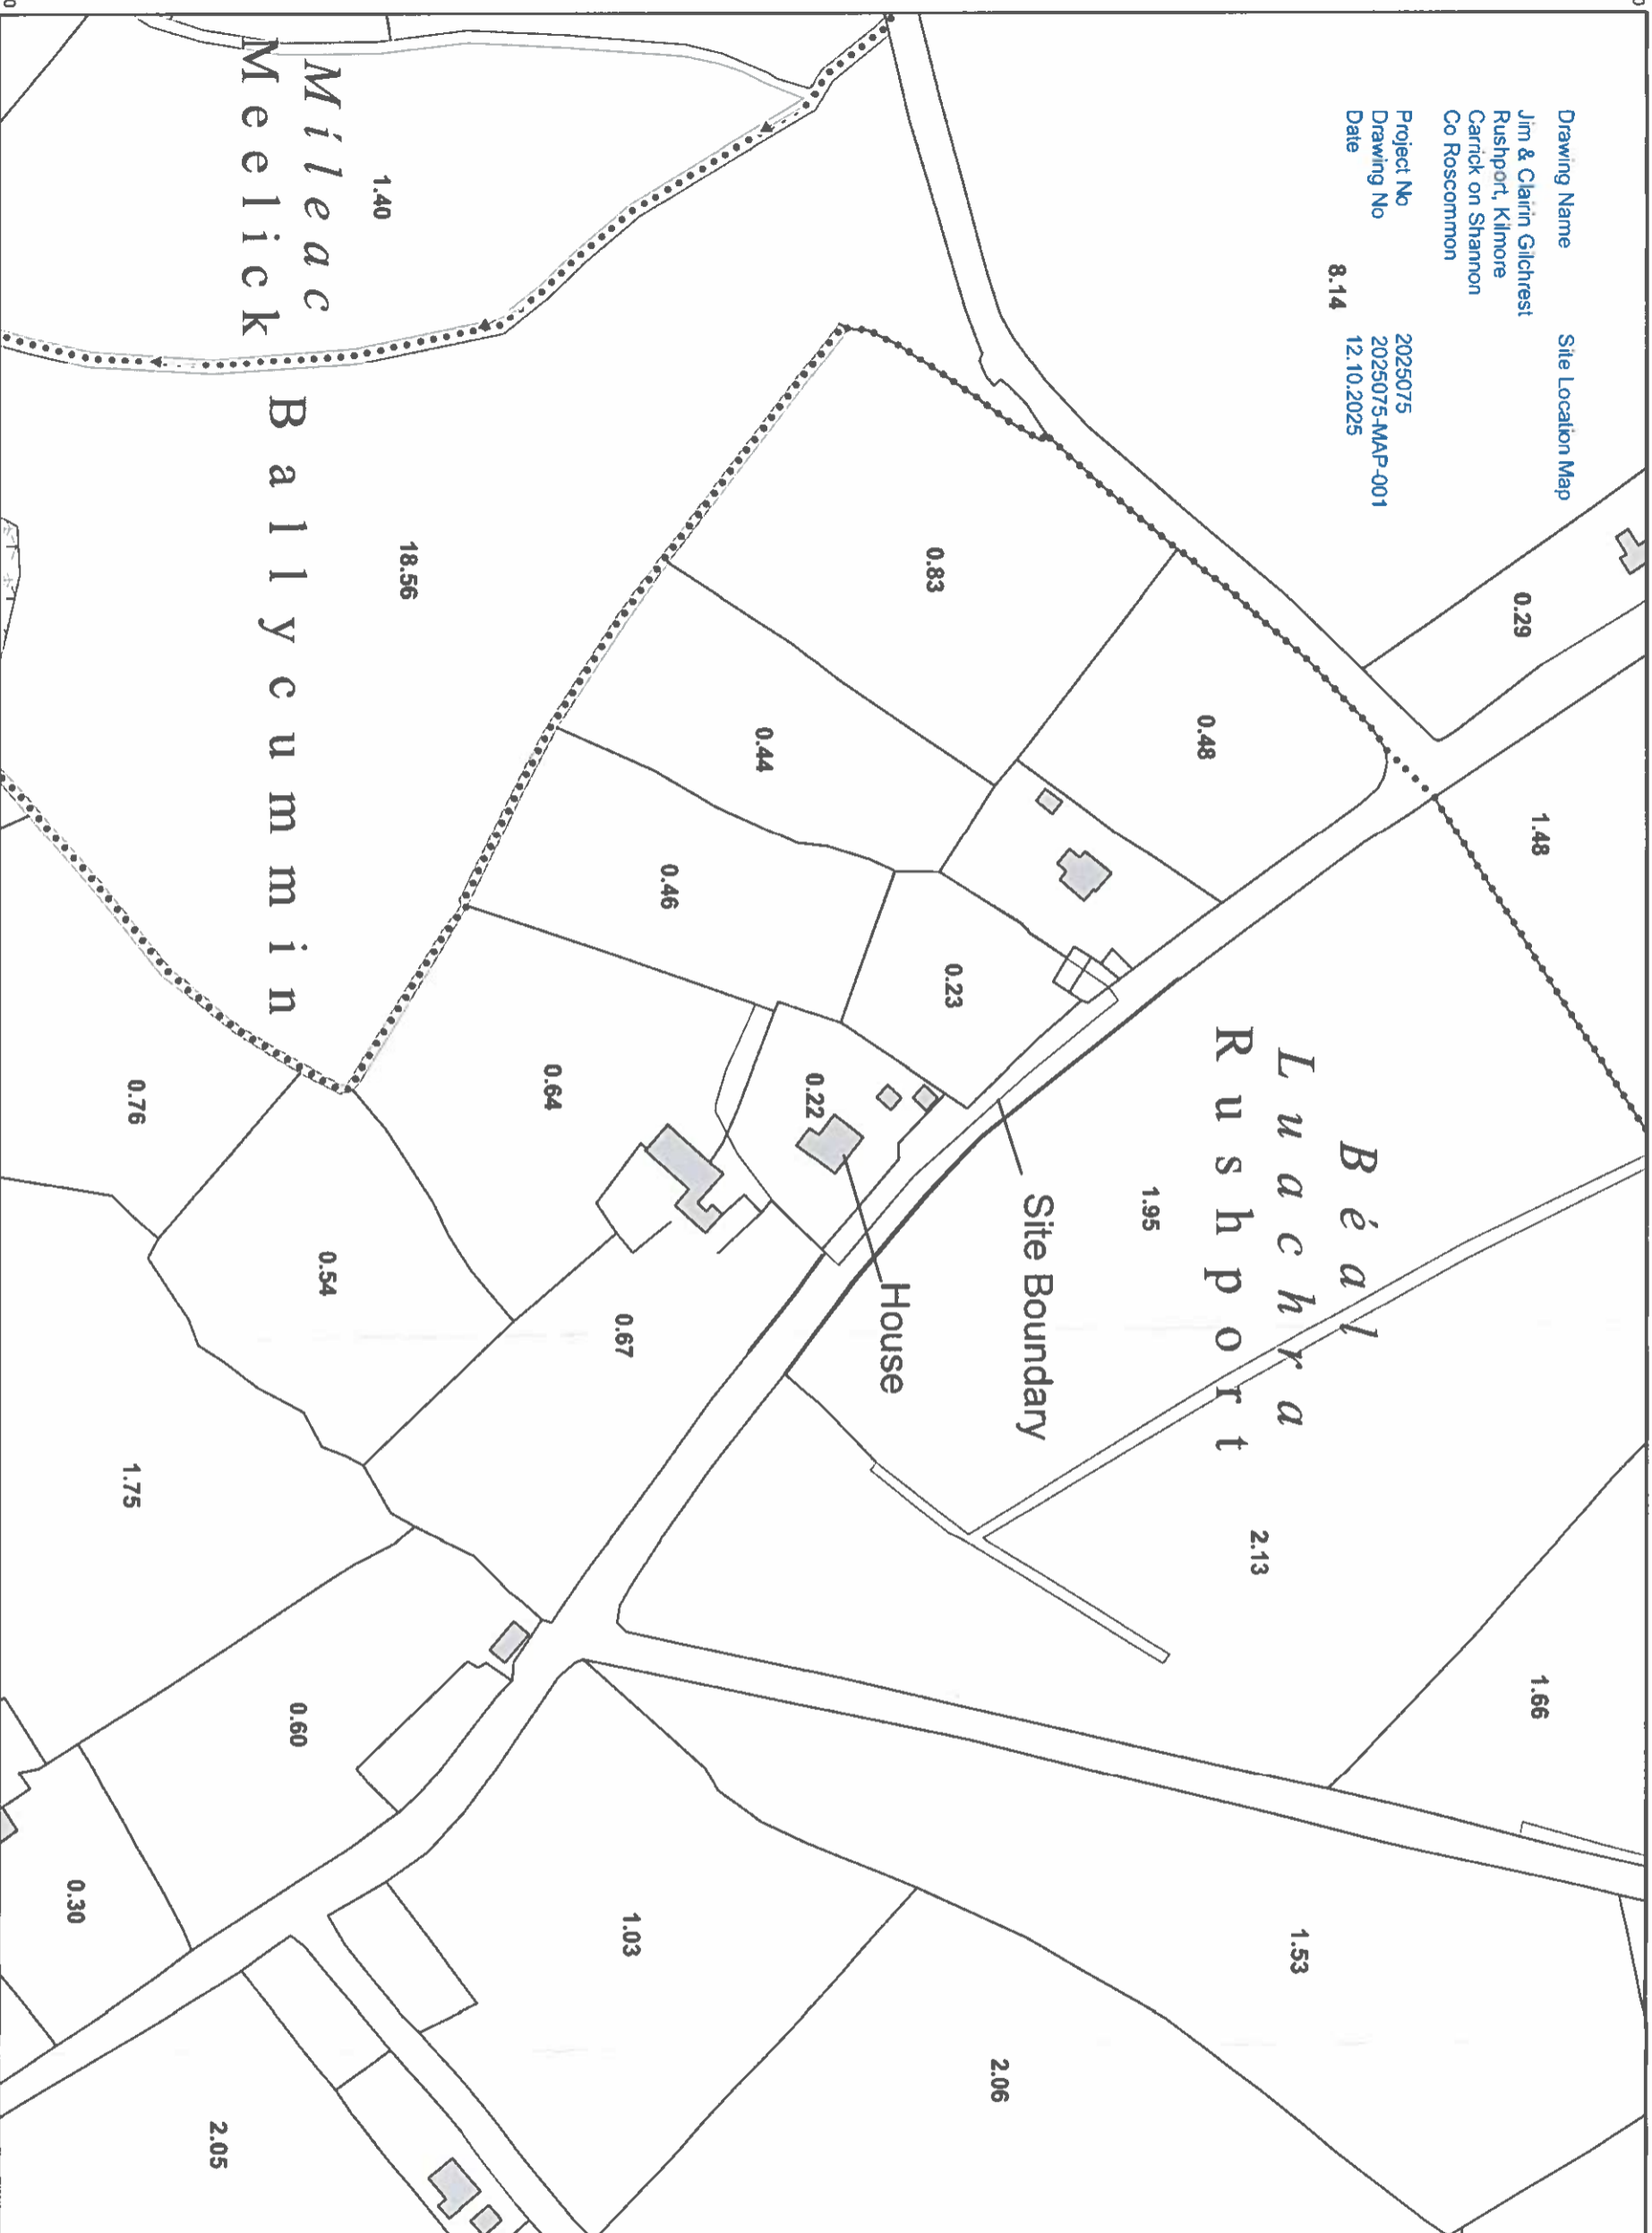 Drawing Name Site Location Map
Jim & Clairin Gilchrest
Rushport, Kilmore
Carrick on Shannon
Co Roscommon
Project No 2025075
Drawing No 2025075-MAP-001
Date 12.10.2025
8.14
0.29
1.48
1.66
Béal
Luachra
Rushport
2.13
1.53
0.48
1.95
Site Boundary
0.83
0.23
House
2.06
0.22
0.44
0.46
0.64
0.67
1.03
1.40
18.56
Míleac
Meelick
Ballycummin
0.54
0.60
2.05
0.76
1.75
0.30